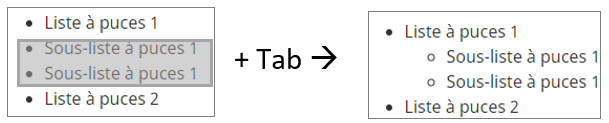 • Liste à puces 1
• Sous-liste à puces 1
• Sous-liste à puces 1
• Liste à puces 2
+ Tab →
• Liste à puces 1
○ Sous-liste à puces 1
○ Sous-liste à puces 1
• Liste à puces 2